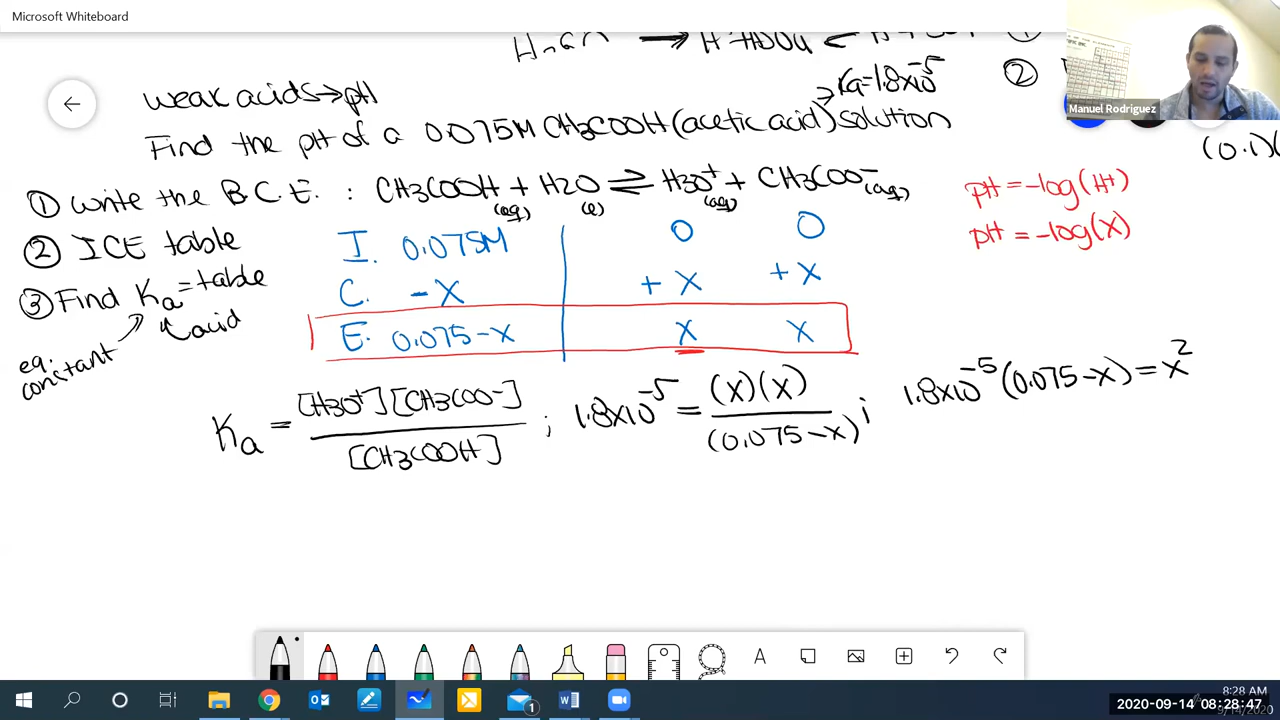 Microsoft Whiteboard
weak acids → pH
Ka=1.8x10⁻⁵
②
Manuel Rodriguez
Find the pH of a 0.075M CH3COOH (acetic acid) solution
(0.1)(
① Write the B.C.E. : CH3COOH + H2O ⇌ H3O⁺ + CH3COO⁻(aq)
(aq) (l) (aq)
pH = -log(H+)
pH = -log(X)
② ICE table
I. 0.075M 0 0
③ Find Ka = table
C. - X + X + X
acid
E. 0.075-X X X
eq. constant
Ka = [H3O+][CH3COO-] / [CH3COOH] ; 1.8x10⁻⁵ = (X)(X) / (0.075-X) ; 1.8x10⁻⁵ (0.075-X) = X²
A
1
8:28 AM
2020-09-14 08:28:47